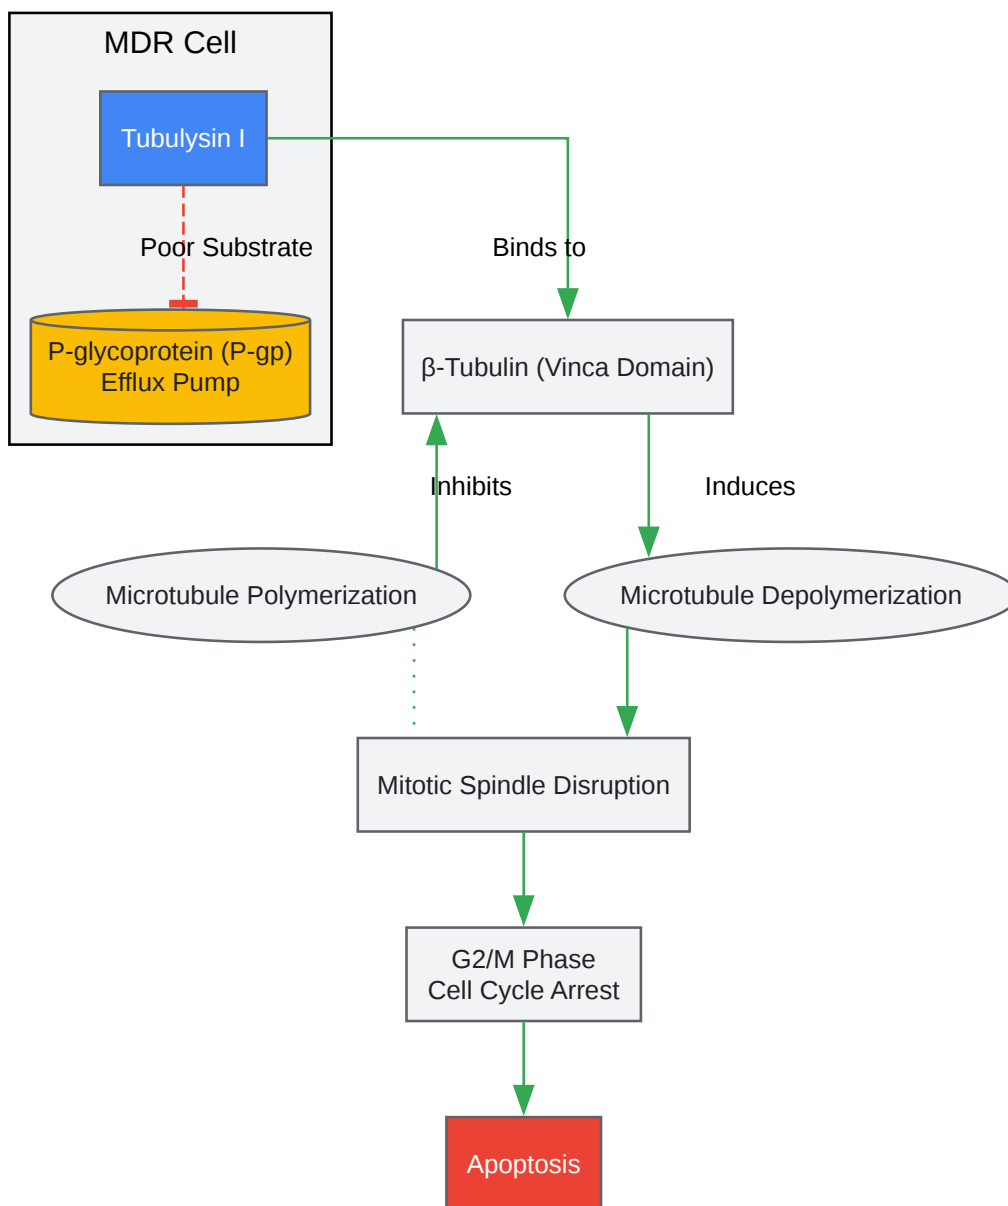 MDR Cell
Tubulysin I
Poor Substrate
Binds to
P-glycoprotein (P-gp)
Efflux Pump
β-Tubulin (Vinca Domain)
Inhibits
Induces
Microtubule Polymerization
Microtubule Depolymerization
Mitotic Spindle Disruption
G2/M Phase
Cell Cycle Arrest
Apoptosis